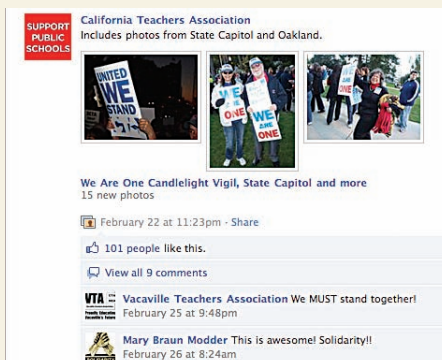 SUPPORT
PUBLIC
SCHOOLS
California Teachers Association
Includes photos from State Capitol and Oakland.
UNITED
WE
STAND
WE
ARE
ONE
WE
ARE
ONE
WE
ARE
ONE
We Are One Candlelight Vigil, State Capitol and more
15 new photos
February 22 at 11:23pm · Share
101 people like this.
View all 9 comments
VTA
Vacaville Teachers Association We MUST stand together!
February 25 at 9:48pm
Mary Braun Modder This is awesome! Solidarity!!
February 26 at 8:24am